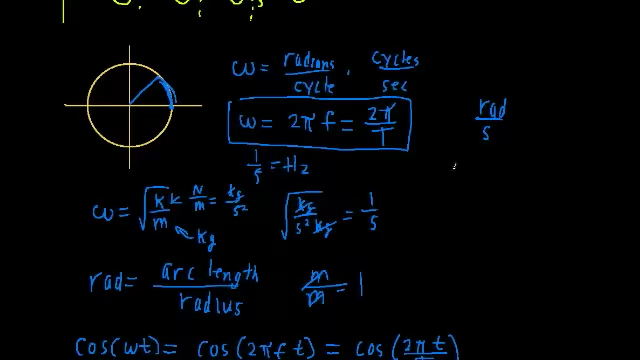 ω = radians/cycle · cycles/sec
ω = 2πf = 2π/T
rad/s
1/s = Hz
ω = √(k/m) k N/m = kg/s² √(kg/s² kg) = 1/s
kg
rad = arc length/radius m/m = 1
cos(ωt) = cos(2πft) = cos(2πt/